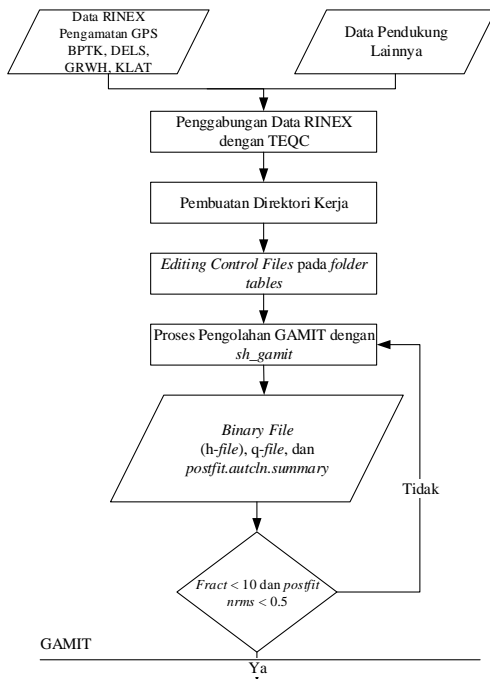 Data RINEX
Pengamatan GPS
BPTK, DELS,
GRWH, KLAT
Data Pendukung
Lainnya
Penggabungan Data RINEX
dengan TEQC
Pembuatan Direktori Kerja
Editing Control Files pada folder
tables
Proses Pengolahan GAMIT dengan
sh_gamit
Binary File
(h-file), q-file, dan
postfit.autcln.summary
Tidak
Fract < 10 dan postfit
nrms < 0.5
GAMIT
Ya